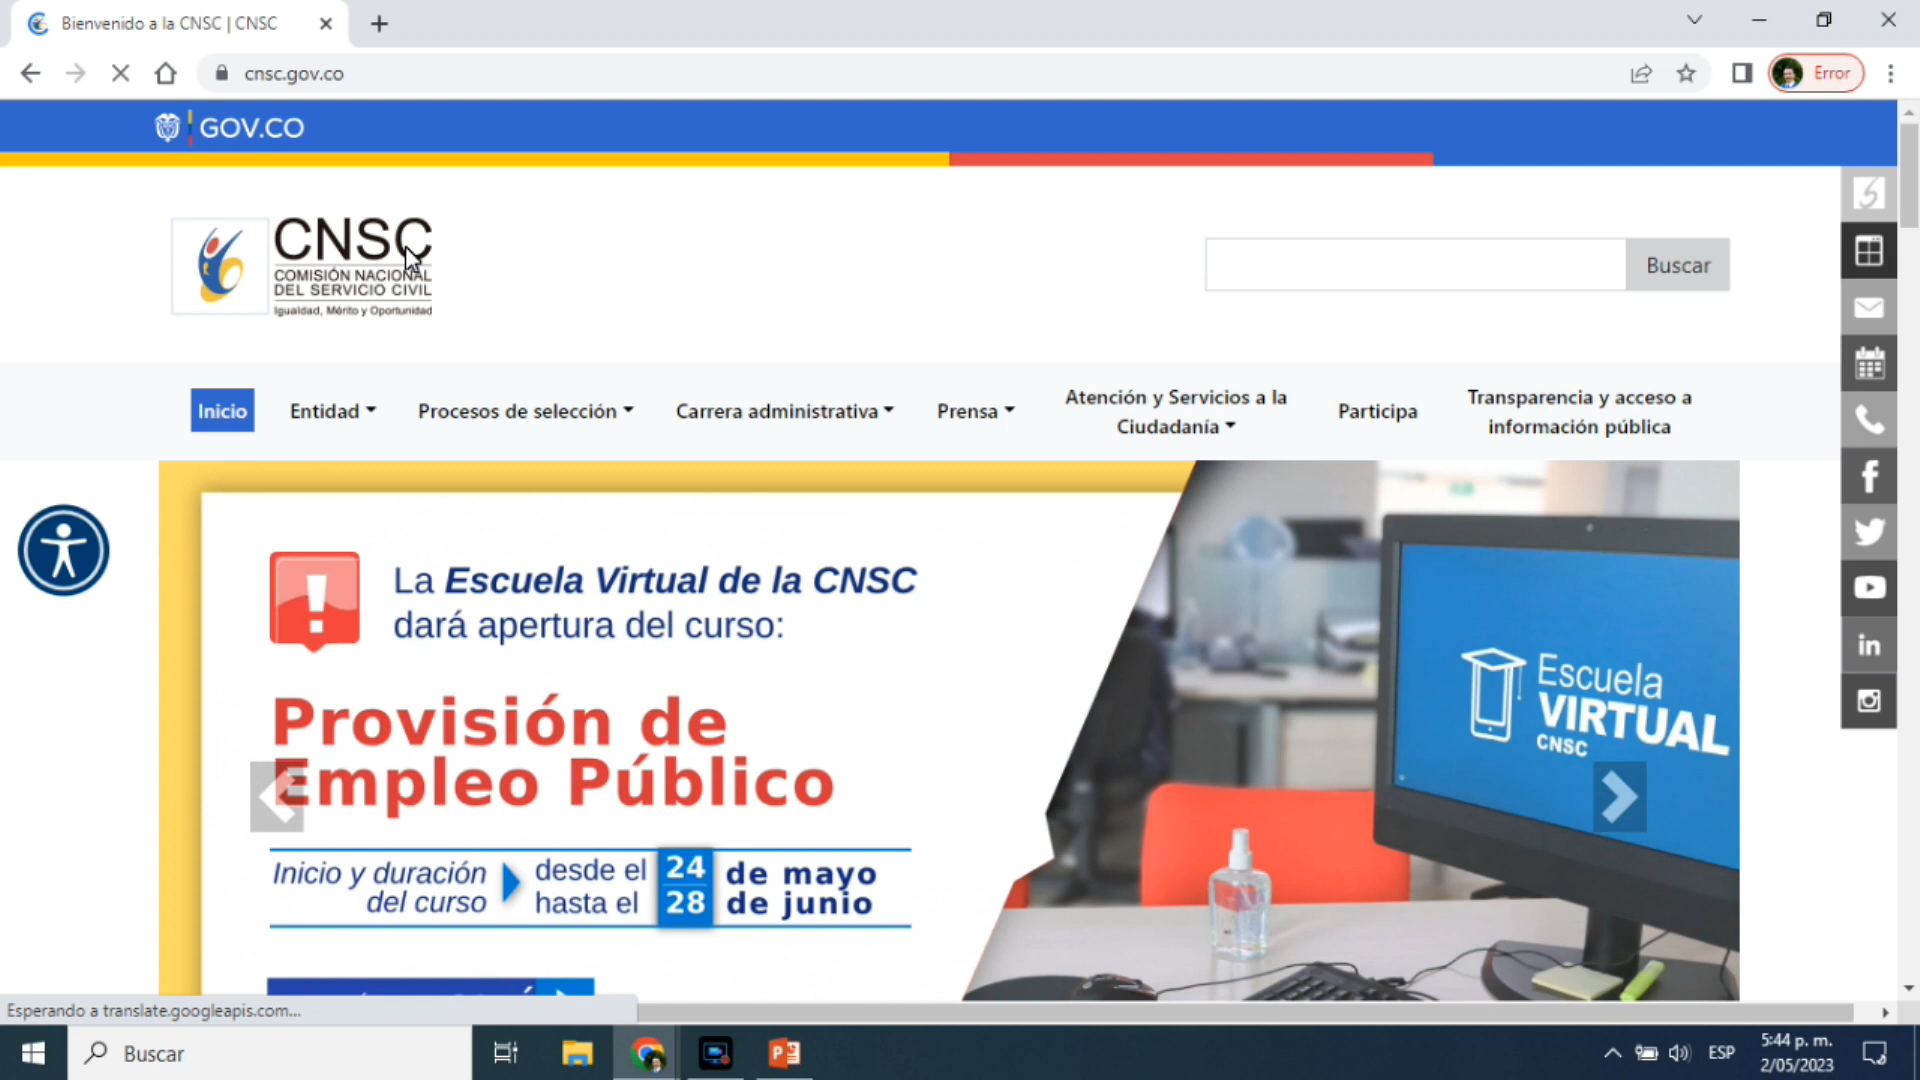 Bienvenido a la CNSC | CNSC
cnsc.gov.co
Error
GOV.CO
CNSC
COMISIÓN NACIONAL
DEL SERVICIO CIVIL
Igualdad, Mérito y Oportunidad
Buscar
Inicio
Entidad
Procesos de selección
Carrera administrativa
Prensa
Atención y Servicios a la
Ciudadanía
Participa
Transparencia y acceso a
información pública
La Escuela Virtual de la CNSC
dará apertura del curso:
Provisión de
Empleo Público
Inicio y duración
del curso
desde el 24 de mayo
hasta el 28 de junio
Escuela
VIRTUAL
CNSC
Esperando a translate.googleapis.com...
Buscar
ESP
5:44 p. m.
2/05/2023